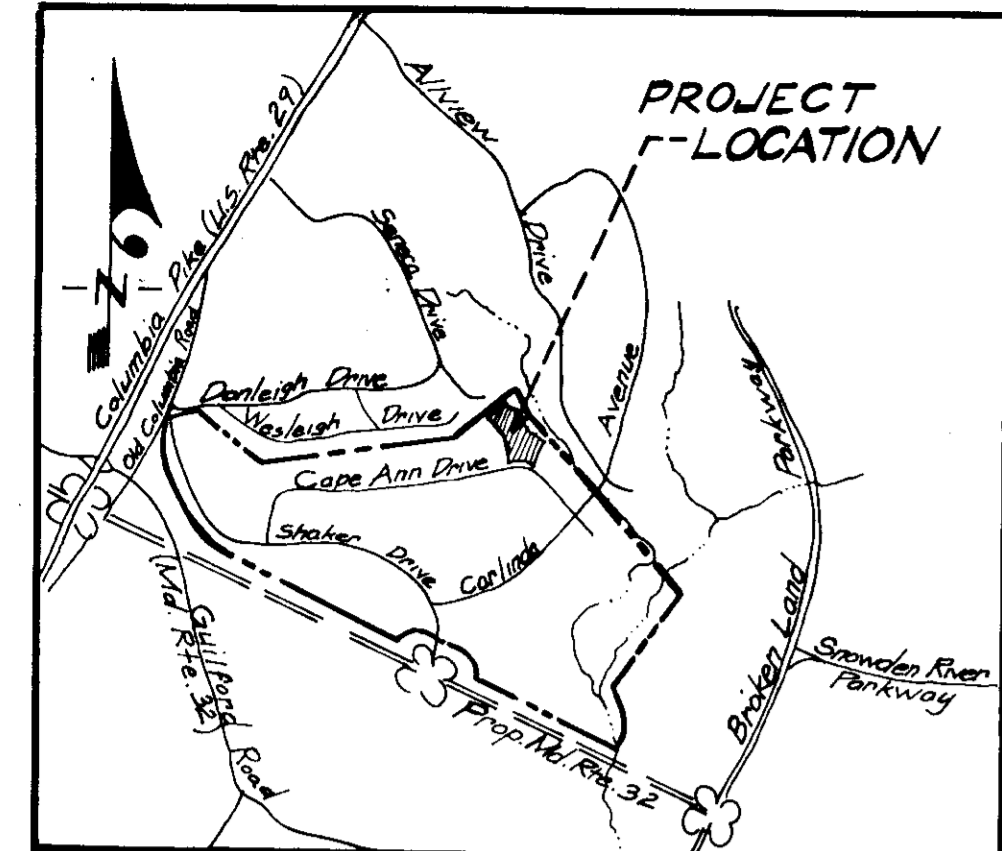 PROJECT
LOCATION
Allview
Drive
Columbia Pike (U.S. Rte. 29)
Old Columbia Road
N
Seneca Drive
Donleigh Drive
Wesleigh Drive
Cape Ann Drive
Shaker Drive
Carlinda
Avenue
Guilford Road
(Md. Rte. 32)
Prop. Md. Rte. 32
Broken Land
Parkway
Snowden River
Parkway